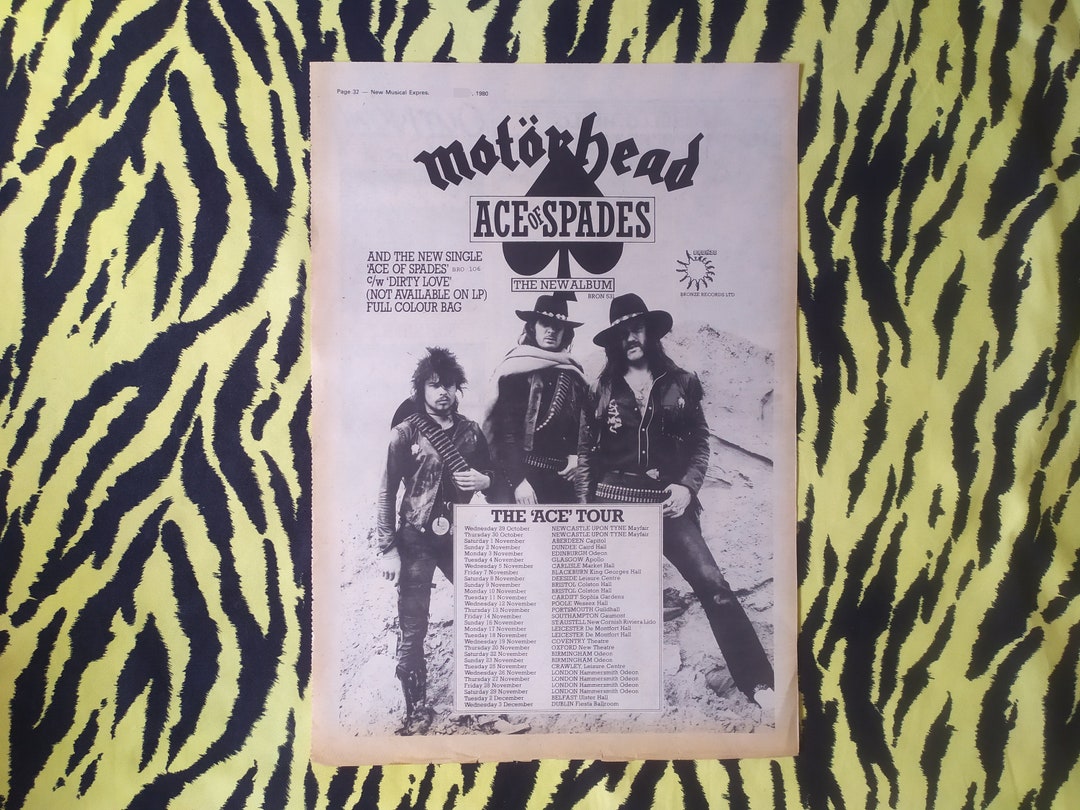 Page 32 — New Musical Expres. , 1980
motörhead
ACE OF SPADES
AND THE NEW SINGLE
'ACE OF SPADES' BRO 106
C/W 'DIRTY LOVE'
(NOT AVAILABLE ON LP)
FULL COLOUR BAG
THE NEW ALBUM
BRON 531
BRONZE
BRONZE RECORDS LTD
THE 'ACE' TOUR
Wednesday 29 October NEWCASTLE UPON TYNE Mayfair
Thursday 30 October NEWCASTLE UPON TYNE Mayfair
Saturday 1 November ABERDEEN Capitol
Sunday 2 November DUNDEE Caird Hall
Monday 3 November EDINBURGH Odeon
Tuesday 4 November GLASGOW Apollo
Wednesday 5 November CARLISLE Market Hall
Friday 7 November BLACKBURN King Georges Hall
Saturday 8 November DEESIDE Leisure Centre
Sunday 9 November BRISTOL Colston Hall
Monday 10 November BRISTOL Colston Hall
Tuesday 11 November CARDIFF Sophia Gardens
Wednesday 12 November POOLE Wessex Hall
Thursday 13 November PORTSMOUTH Guildhall
Friday 14 November SOUTHAMPTON Gaumont
Sunday 16 November ST AUSTELL New Cornish Riviera Lido
Monday 17 November LEICESTER De Montfort Hall
Tuesday 18 November LEICESTER De Montfort Hall
Wednesday 19 November COVENTRY Theatre
Thursday 20 November OXFORD New Theatre
Saturday 22 November BIRMINGHAM Odeon
Sunday 23 November BIRMINGHAM Odeon
Tuesday 25 November CRAWLEY, Leisure Centre
Wednesday 26 November LONDON Hammersmith Odeon
Thursday 27 November LONDON Hammersmith Odeon
Friday 28 November LONDON Hammersmith Odeon
Saturday 29 November LONDON Hammersmith Odeon
Tuesday 2 December BELFAST Ulster Hall
Wednesday 3 December DUBLIN Fiesta Ballroom